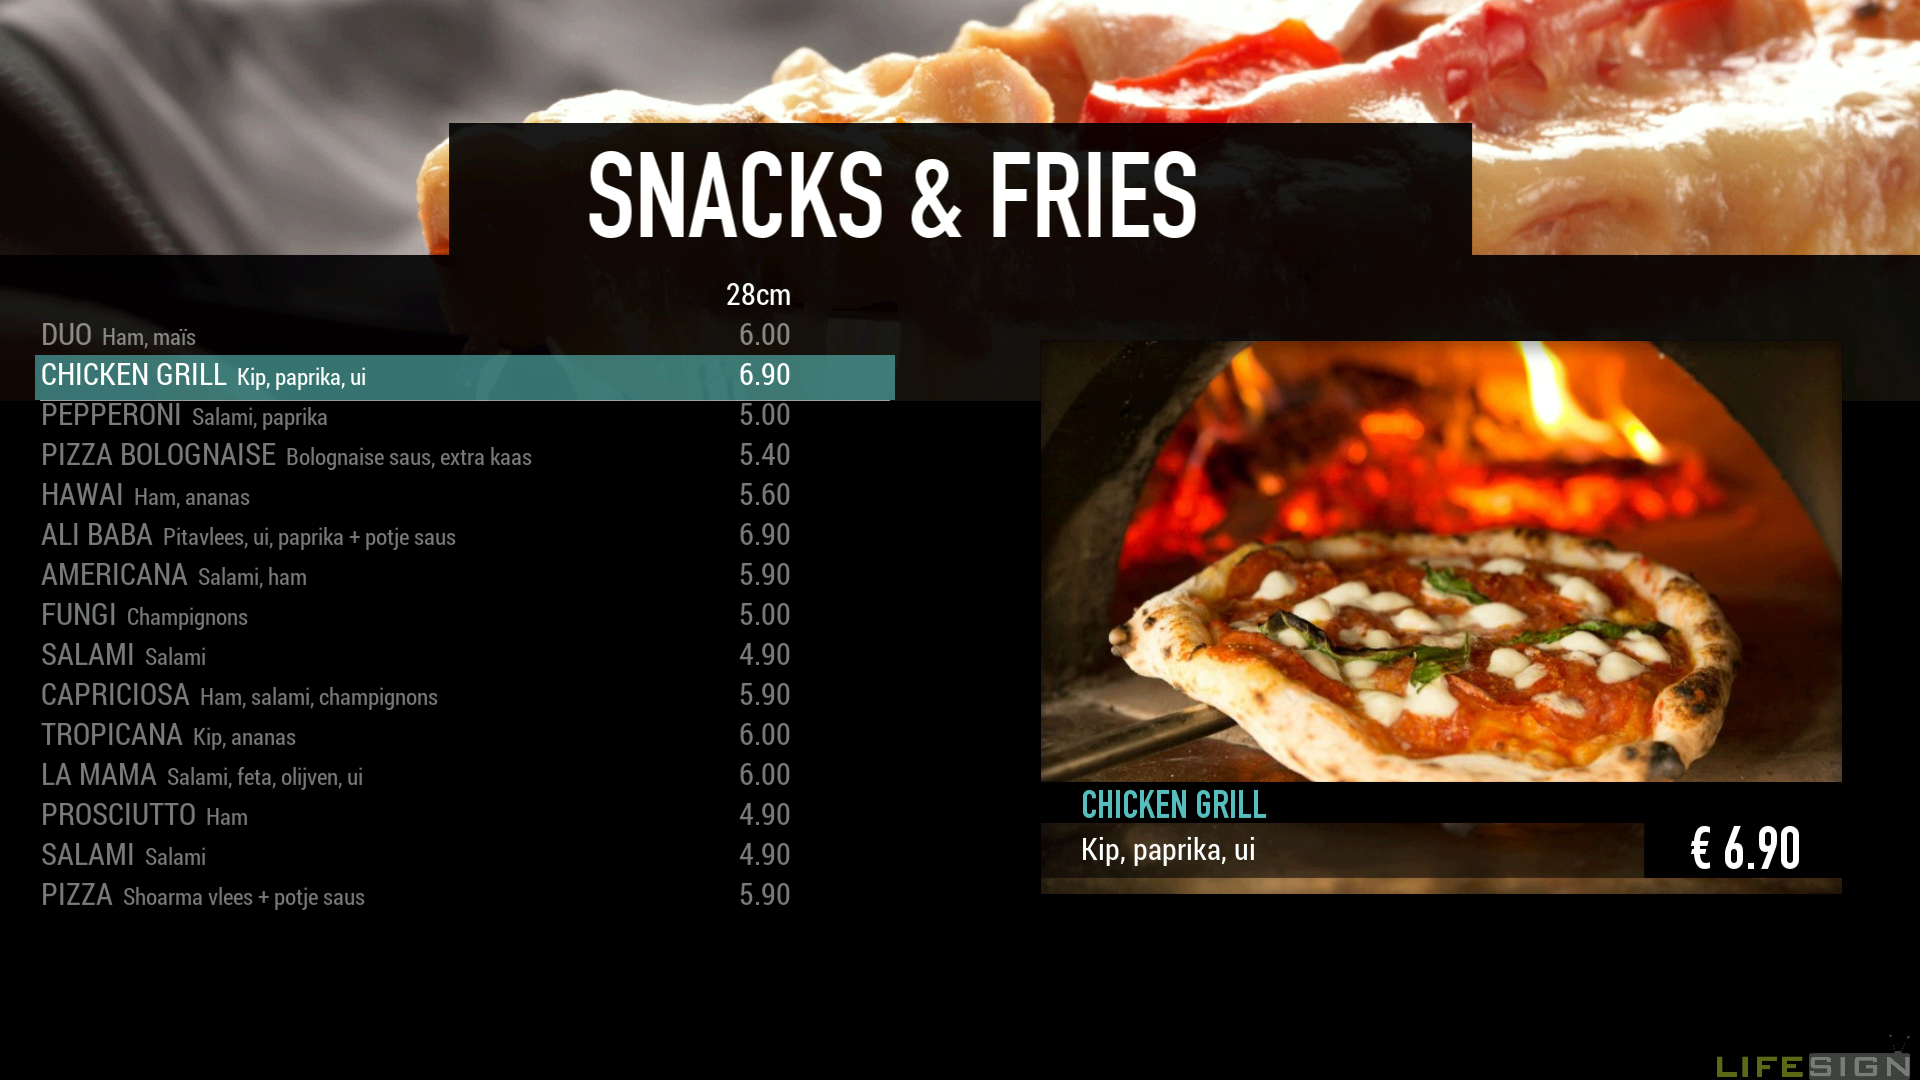 SNACKS & FRIES
28cm
DUO Ham, maïs 6.00
CHICKEN GRILL Kip, paprika, ui 6.90
PEPPERONI Salami, paprika 5.00
PIZZA BOLOGNAISE Bolognaise saus, extra kaas 5.40
HAWAI Ham, ananas 5.60
ALI BABA Pitavlees, ui, paprika + potje saus 6.90
AMERICANA Salami, ham 5.90
FUNGI Champignons 5.00
SALAMI Salami 4.90
CAPRICIOSA Ham, salami, champignons 5.90
TROPICANA Kip, ananas 6.00
LA MAMA Salami, feta, olijven, ui 6.00
PROSCIUTTO Ham 4.90
SALAMI Salami 4.90
PIZZA Shoarma vlees + potje saus 5.90
CHICKEN GRILL
Kip, paprika, ui
€ 6.90
LIFESIGN